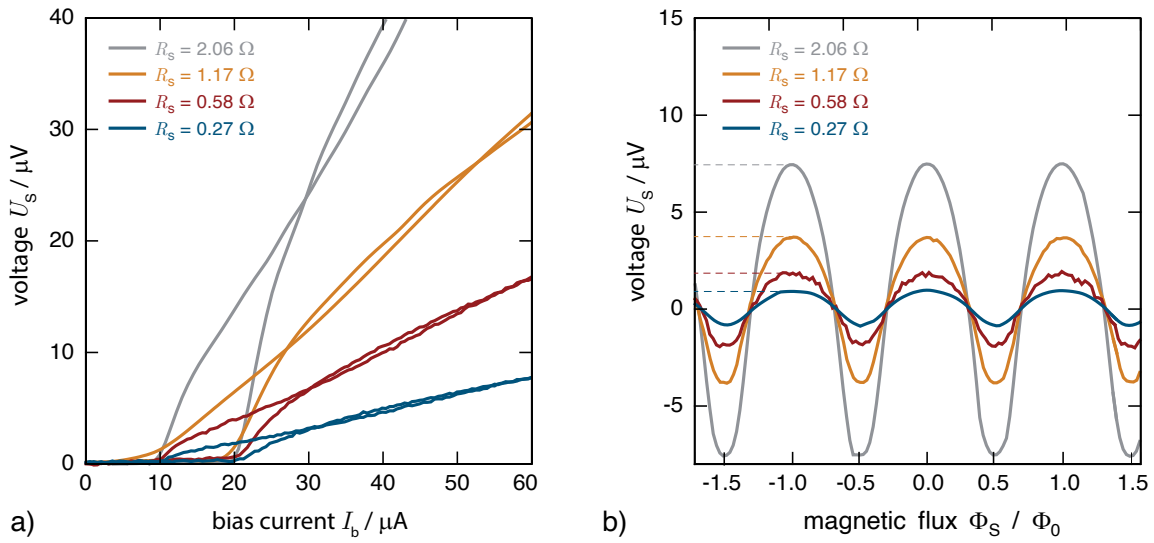 40
30
20
10
0
0
10
20
30
40
50
60
voltage U_S / μV
bias current I_b / μA
R_s = 2.06 Ω
R_s = 1.17 Ω
R_s = 0.58 Ω
R_s = 0.27 Ω
a)
15
10
5
0
-5
-1.5
-1.0
-0.5
0.0
0.5
1.0
1.5
voltage U_S / μV
magnetic flux Φ_S / Φ_0
R_s = 2.06 Ω
R_s = 1.17 Ω
R_s = 0.58 Ω
R_s = 0.27 Ω
b)